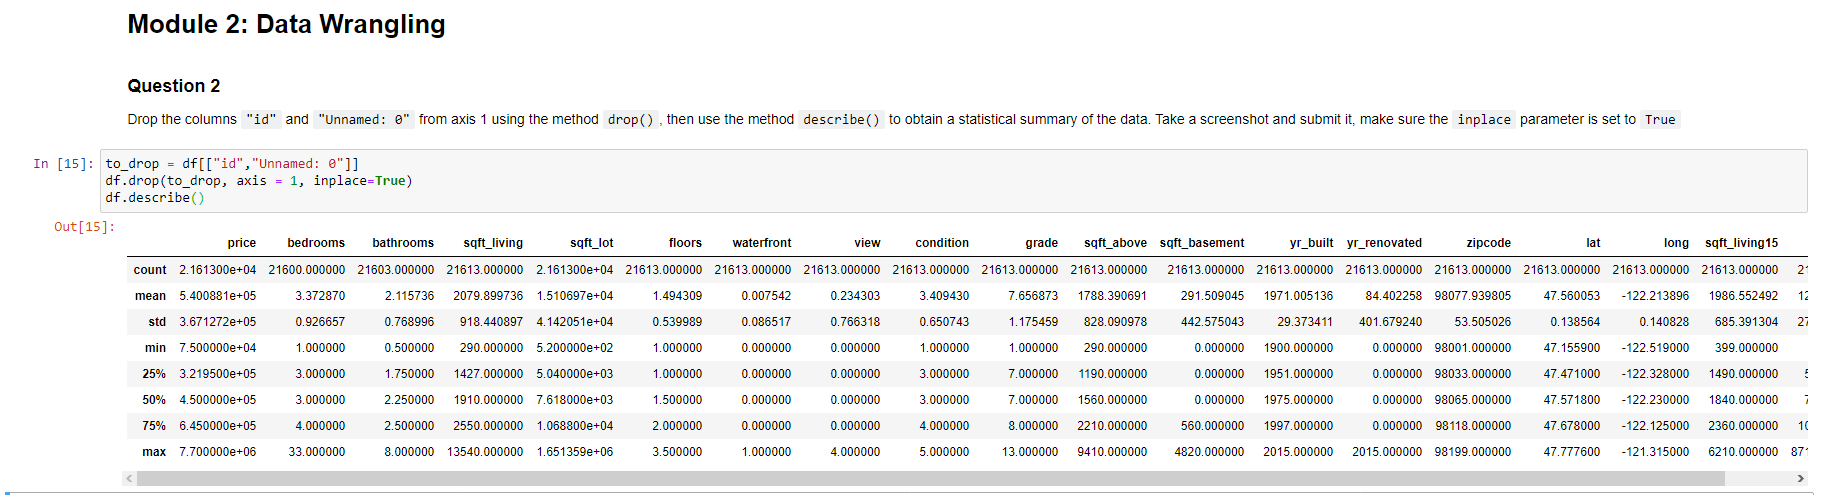 Module 2: Data Wrangling
Question 2
Drop the columns "id" and "Unnamed: 0" from axis 1 using the method drop() , then use the method describe() to obtain a statistical summary of the data. Take a screenshot and submit it, make sure the inplace parameter is set to True
In [15]: to_drop = df[["id","Unnamed: 0"]]
df.drop(to_drop, axis = 1, inplace=True)
df.describe()
Out[15]:
price bedrooms bathrooms sqft_living sqft_lot floors waterfront view condition grade sqft_above sqft_basement yr_built yr_renovated zipcode lat long sqft_living15
count 2.161300e+04 21600.000000 21603.000000 21613.000000 2.161300e+04 21613.000000 21613.000000 21613.000000 21613.000000 21613.000000 21613.000000 21613.000000 21613.000000 21613.000000 21613.000000 21613.000000 21613.000000 21613.000000 21
mean 5.400881e+05 3.372870 2.115736 2079.899736 1.510697e+04 1.494309 0.007542 0.234303 3.409430 7.656873 1788.390691 291.509045 1971.005136 84.402258 98077.939805 47.560053 -122.213896 1986.552492 12
std 3.671272e+05 0.926657 0.768996 918.440897 4.142051e+04 0.539989 0.086517 0.766318 0.650743 1.175459 828.090978 442.575043 29.373411 401.679240 53.505026 0.138564 0.140828 685.391304 27
min 7.500000e+04 1.000000 0.500000 290.000000 5.200000e+02 1.000000 0.000000 0.000000 1.000000 1.000000 290.000000 0.000000 1900.000000 0.000000 98001.000000 47.155900 -122.519000 399.000000
25% 3.219500e+05 3.000000 1.750000 1427.000000 5.040000e+03 1.000000 0.000000 0.000000 3.000000 7.000000 1190.000000 0.000000 1951.000000 0.000000 98033.000000 47.471000 -122.328000 1490.000000 5
50% 4.500000e+05 3.000000 2.250000 1910.000000 7.618000e+03 1.500000 0.000000 0.000000 3.000000 7.000000 1560.000000 0.000000 1975.000000 0.000000 98065.000000 47.571800 -122.230000 1840.000000 7
75% 6.450000e+05 4.000000 2.500000 2550.000000 1.068800e+04 2.000000 0.000000 0.000000 4.000000 8.000000 2210.000000 560.000000 1997.000000 0.000000 98118.000000 47.678000 -122.125000 2360.000000 10
max 7.700000e+06 33.000000 8.000000 13540.000000 1.651359e+06 3.500000 1.000000 4.000000 5.000000 13.000000 9410.000000 4820.000000 2015.000000 2015.000000 98199.000000 47.777600 -121.315000 6210.000000 871